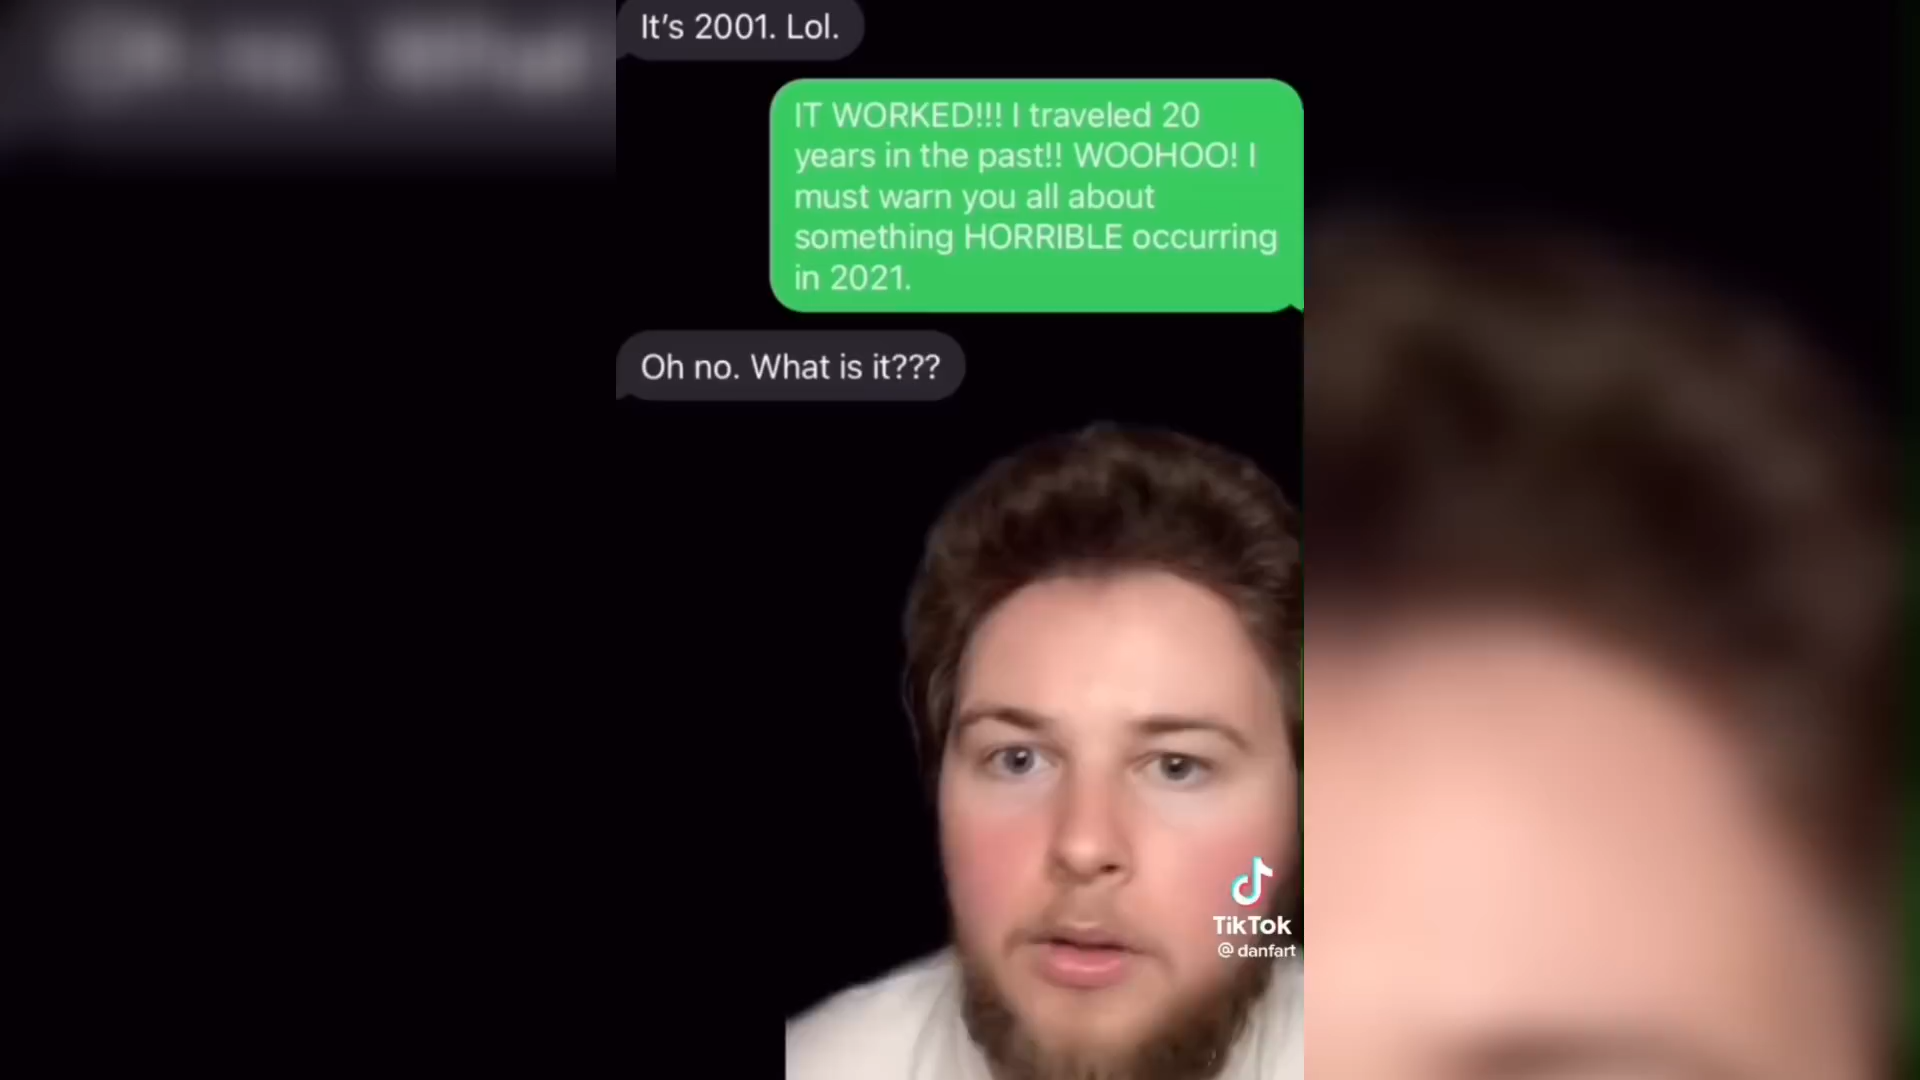 It's 2001. Lol.
IT WORKED!!! I traveled 20
years in the past!! WOOHOO! I
must warn you all about
something HORRIBLE occurring
in 2021.
Oh no. What is it???
TikTok
@danfart